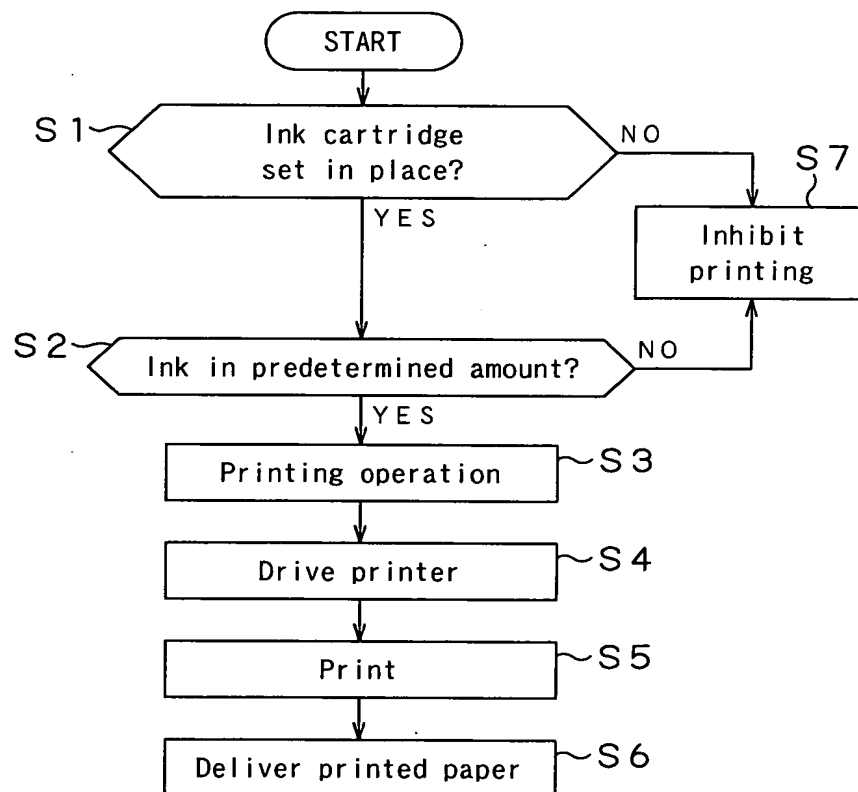 START
S1
Ink cartridge
set in place?
NO
YES
S7
Inhibit
printing
S2
Ink in predetermined amount?
NO
YES
Printing operation
S3
Drive printer
S4
Print
S5
Deliver printed paper
S6